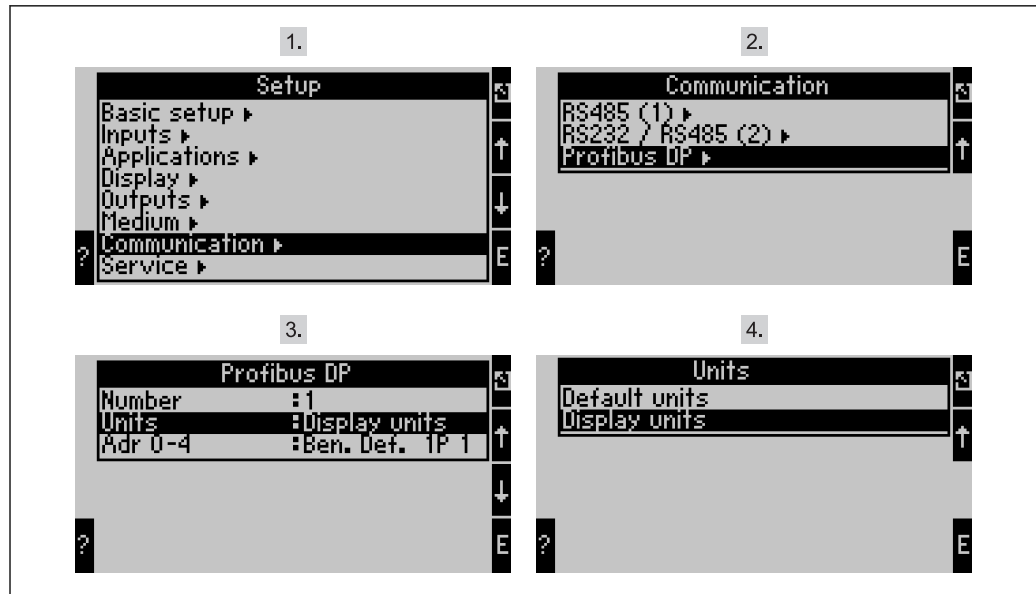 1.
Setup
Basic setup
Inputs
Applications
Display
Outputs
Medium
Communication
Service
?
E
2.
Communication
RS485 (1)
RS232 / RS485 (2)
Profibus DP
?
E
3.
Profibus DP
Number :1
Units :Display units
Adr 0-4 :Ben. Def. 1P 1
?
E
4.
Units
Default units
Display units
?
E